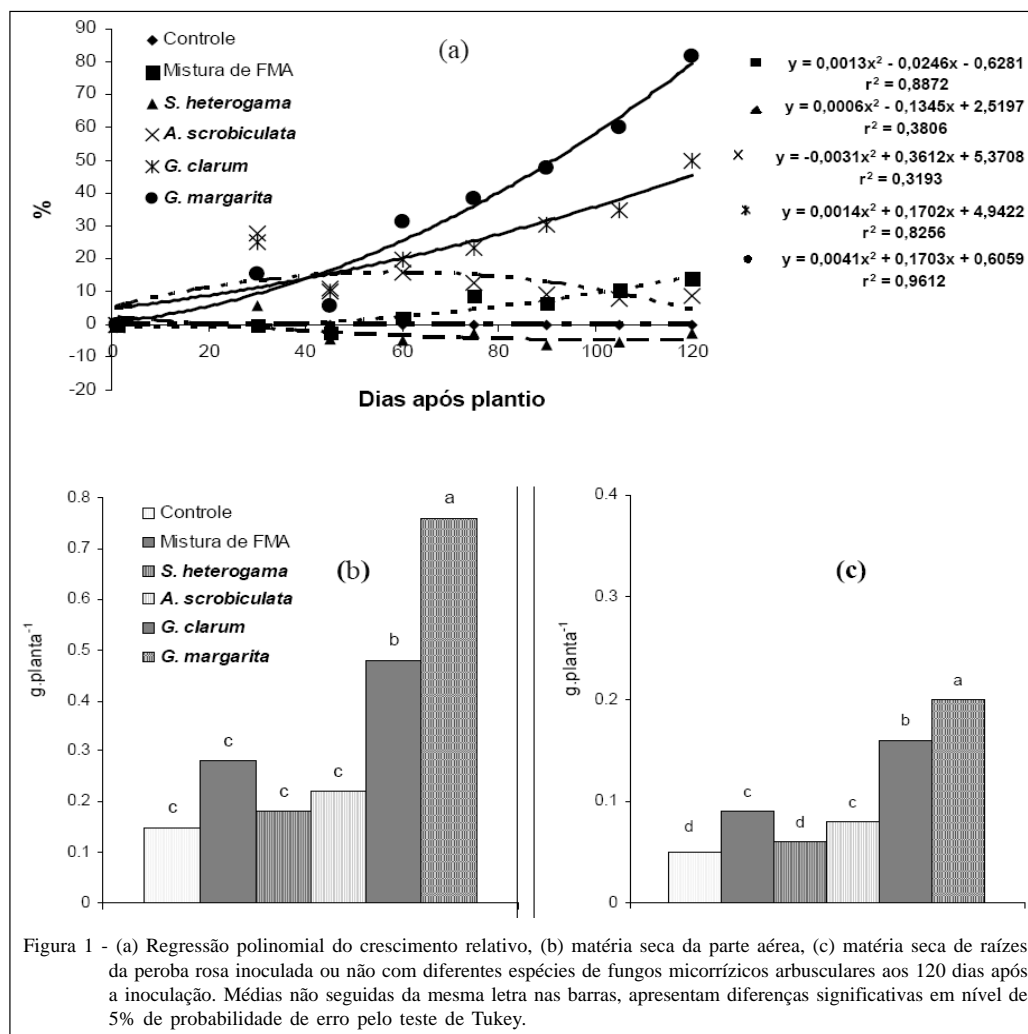 (a)
90
80
70
60
50
40
30
20
10
0
-10
-20
%
0 20 40 60 80 100 120
Dias após plantio
Controle
Mistura de FMA
S. heterogama
A. scrobiculata
G. clarum
G. margarita
y = 0,0013x² - 0,0246x - 0,6281
r² = 0,8872
y = 0,0006x² - 0,1345x + 2,5197
r² = 0,3806
y = -0,0031x² + 0,3612x + 5,3708
r² = 0,3193
y = 0,0014x² + 0,1702x + 4,9422
r² = 0,8256
y = 0,0041x² + 0,1703x + 0,6059
r² = 0,9612
(b)
0.8
0.7
0.6
0.5
0.4
0.3
0.2
0.1
0
g.planta⁻¹
Controle
Mistura de FMA
S. heterogama
A. scrobiculata
G. clarum
G. margarita
c c c c b a
(c)
0.4
0.3
0.2
0.1
0
g.planta⁻¹
d c d c b a
Figura 1 - (a) Regressão polinomial do crescimento relativo, (b) matéria seca da parte aérea, (c) matéria seca de raízes
da peroba rosa inoculada ou não com diferentes espécies de fungos micorrízicos arbusculares aos 120 dias após
a inoculação. Médias não seguidas da mesma letra nas barras, apresentam diferenças significativas em nível de
5% de probabilidade de erro pelo teste de Tukey.